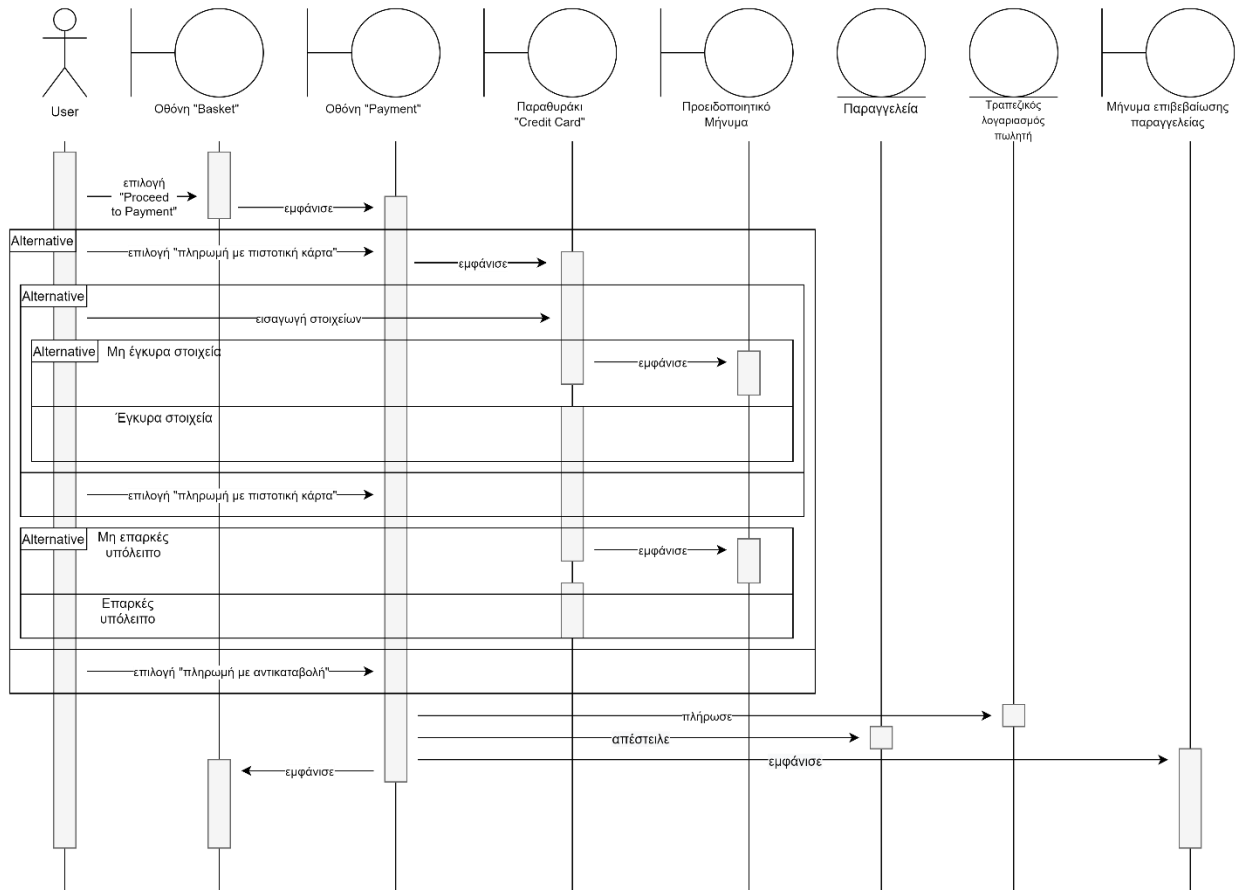 User
Οθόνη "Basket"
Οθόνη "Payment"
Παραθυράκι
"Credit Card"
Προειδοποιητικό
Μήνυμα
Παραγγελεία
Τραπεζικός
λογαριασμός
πωλητή
Μήνυμα επιβεβαίωσης
παραγγελείας
επιλογή
"Proceed
to Payment"
εμφάνισε
Alternative
επιλογή "πληρωμή με πιστοτική κάρτα"
εμφάνισε
Alternative
εισαγωγή στοιχείων
Alternative
Μη έγκυρα στοιχεία
εμφάνισε
Έγκυρα στοιχεία
επιλογή "πληρωμή με πιστοτική κάρτα"
Alternative
Μη επαρκές
υπόλειπο
εμφάνισε
Επαρκές
υπόλειπο
επιλογή "πληρωμή με αντικαταβολή"
πλήρωσε
απέστειλε
εμφάνισε
εμφάνισε